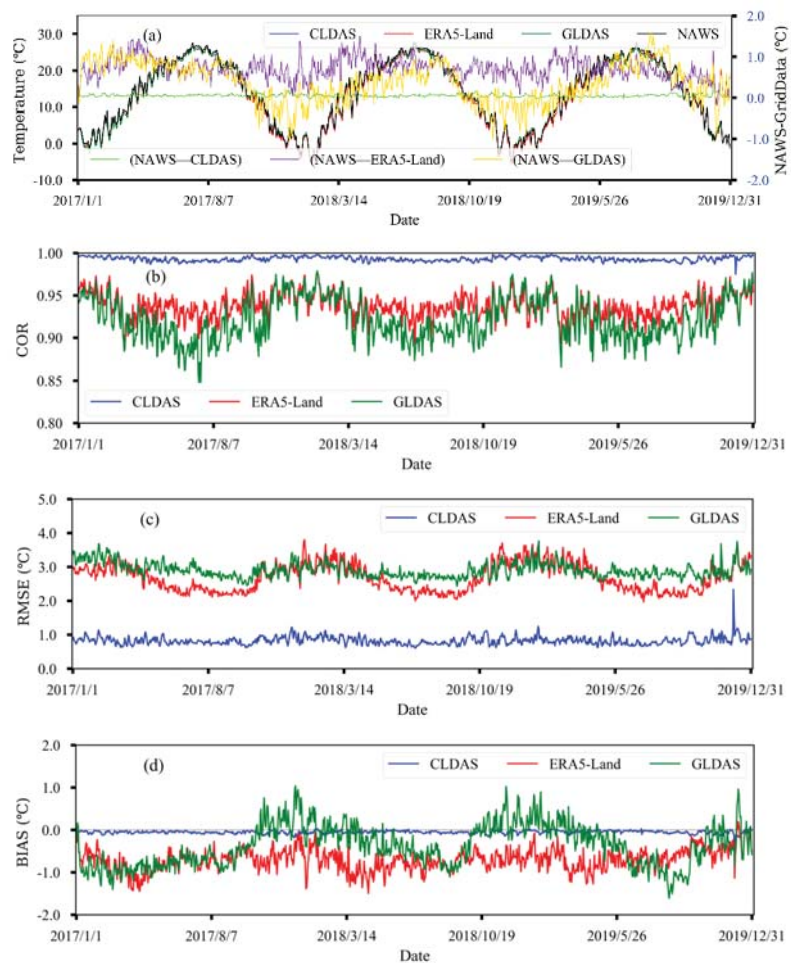 (a)
CLDAS ERA5-Land GLDAS NAWS
30.0
20.0
10.0
0.0
-10.0
Temperature (℃)
2.0
1.0
0.0
-1.0
-2.0
NAWS-GridData (℃)
(NAWS—CLDAS) (NAWS—ERA5-Land) (NAWS—GLDAS)
2017/1/1 2017/8/7 2018/3/14 2018/10/19 2019/5/26 2019/12/31
Date
(b)
1.00
0.95
0.90
0.85
0.80
COR
CLDAS ERA5-Land GLDAS
2017/1/1 2017/8/7 2018/3/14 2018/10/19 2019/5/26 2019/12/31
Date
(c)
CLDAS ERA5-Land GLDAS
5.0
4.0
3.0
2.0
1.0
0.0
RMSE (℃)
2017/1/1 2017/8/7 2018/3/14 2018/10/19 2019/5/26 2019/12/31
Date
(d)
CLDAS ERA5-Land GLDAS
2.0
1.0
0.0
-1.0
-2.0
BIAS (℃)
2017/1/1 2017/8/7 2018/3/14 2018/10/19 2019/5/26 2019/12/31
Date